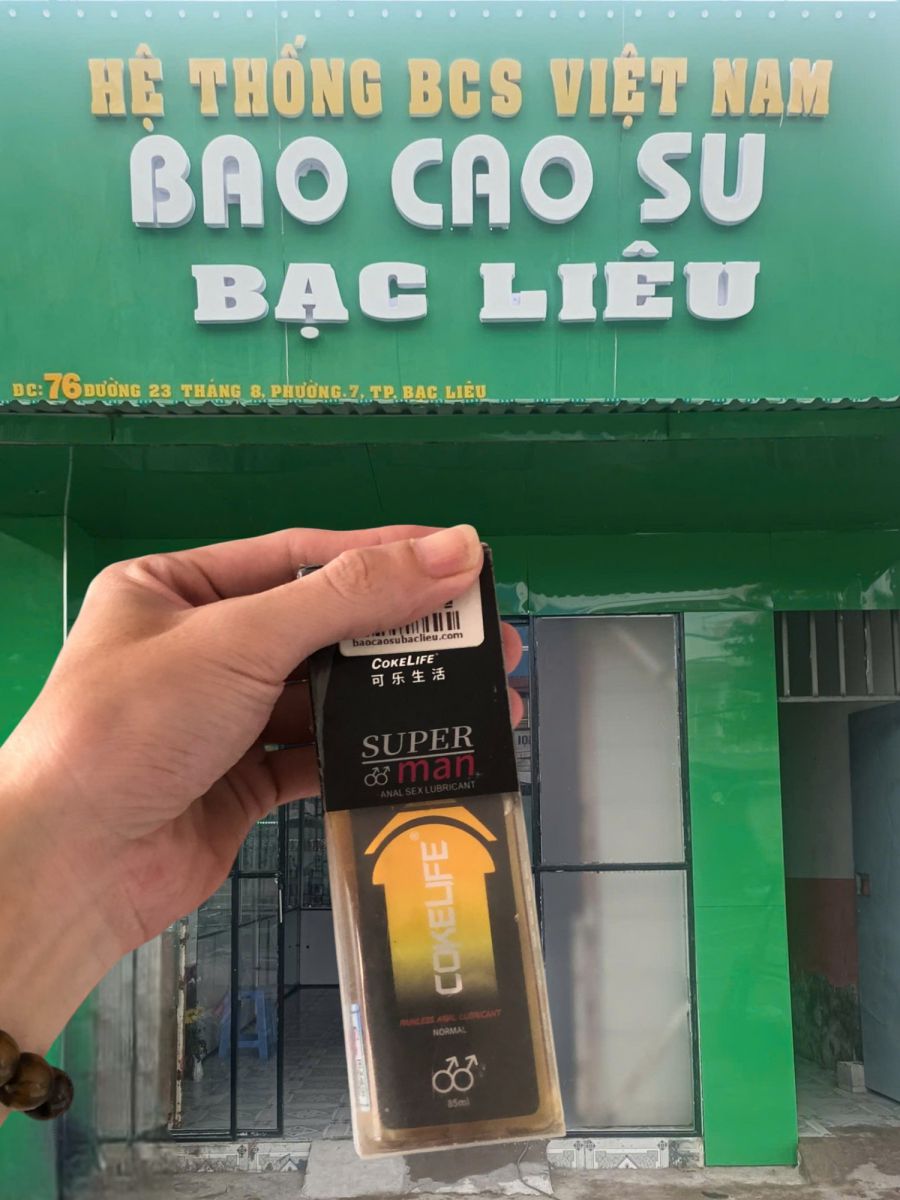 HỆ THỐNG BCS VIỆT NAM
BAO CAO SU
BẠC LIÊU
ĐC: 76 ĐƯỜNG 23 THÁNG 8, PHƯỜNG.7, TP. BẠC LIÊU
baocaosubaclieu.com
COKELIFE
可乐生活
SUPER
man
ANAL SEX LUBRICANT
COKELIFE
PAINLESS ANAL LUBRICANT
NORMAL
85ml